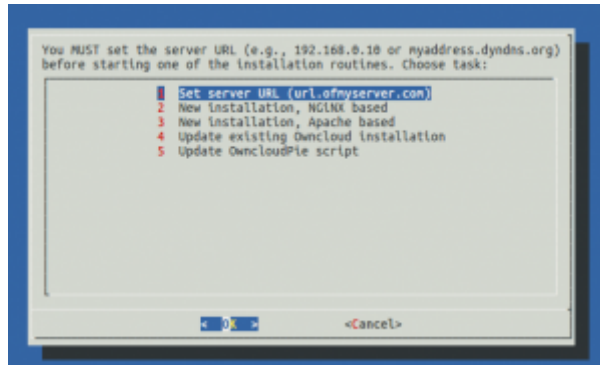 You MUST set the server URL (e.g., 192.168.0.10 or myaddress.dyndns.org)
before starting one of the installation routines. Choose task:
1 Set server URL (url.ofmyserver.com)
2 New installation, NGiNX based
3 New installation, Apache based
4 Update existing Owncloud installation
5 Update OwncloudPie script
< OK > <Cancel>